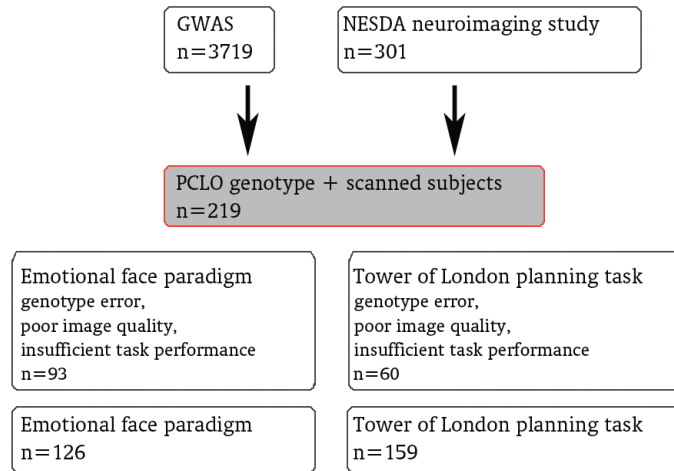 GWAS
n=3719
NESDA neuroimaging study
n=301
PCLO genotype + scanned subjects
n=219
Emotional face paradigm
genotype error,
poor image quality,
insufficient task performance
n=93
Tower of London planning task
genotype error,
poor image quality,
insufficient task performance
n=60
Emotional face paradigm
n=126
Tower of London planning task
n=159